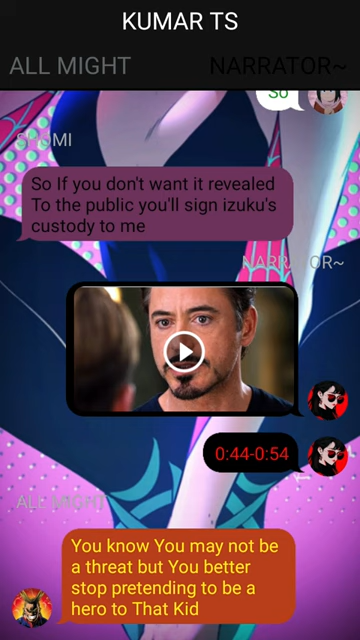 KUMAR TS
ALL MIGHT
NARRATOR~
So
So If you don't want it revealed
To the public you'll sign izuku's
custody to me
NARRATOR~
0:44-0:54
ALL MIGHT
You know You may not be
a threat but You better
stop pretending to be a
hero to That Kid